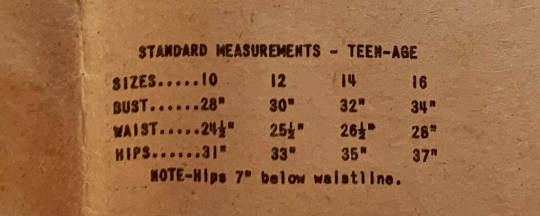 STANDARD MEASUREMENTS - TEEN-AGE
SIZES.....10 12 14 16
BUST......28" 30" 32" 34"
WAIST.....24½" 25½" 26½" 28"
HIPS......31" 33" 35" 37"
NOTE-Hips 7" below waistline.